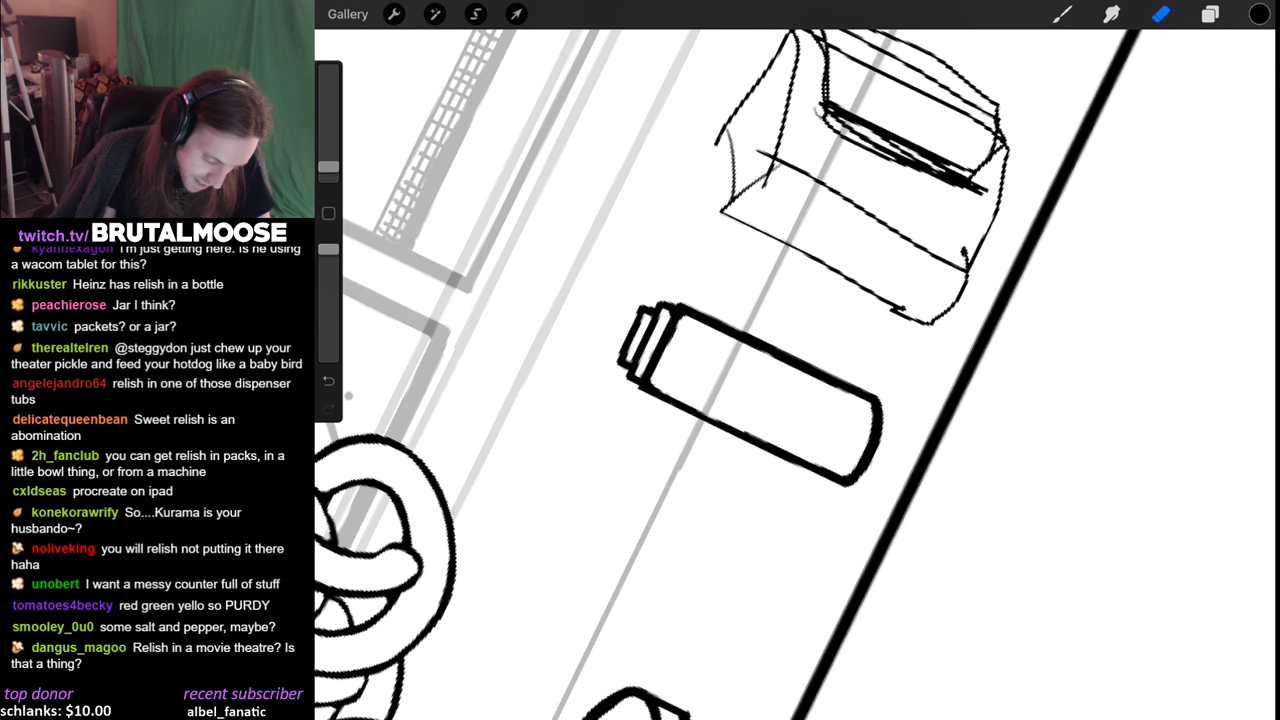 Gallery
twitch.tv/BRUTALMOOSE
kyannexagon I'm just getting here. Is he using
a wacom tablet for this?
rikkuster Heinz has relish in a bottle
peachierose Jar I think?
tavvic packets? or a jar?
therealtelren @steggydon just chew up your
theater pickle and feed your hotdog like a baby bird
angelejandro64 relish in one of those dispenser
tubs
delicatequeenbean Sweet relish is an
abomination
2h_fanclub you can get relish in packs, in a
little bowl thing, or from a machine
cxldseas procreate on ipad
konekorawrify So....Kurama is your
husbando~?
noliveking you will relish not putting it there
haha
unobert I want a messy counter full of stuff
tomatoes4becky red green yello so PURDY
smooley_0u0 some salt and pepper, maybe?
dangus_magoo Relish in a movie theatre? Is
that a thing?
top donor recent subscriber
schlanks: $10.00 albel_fanatic